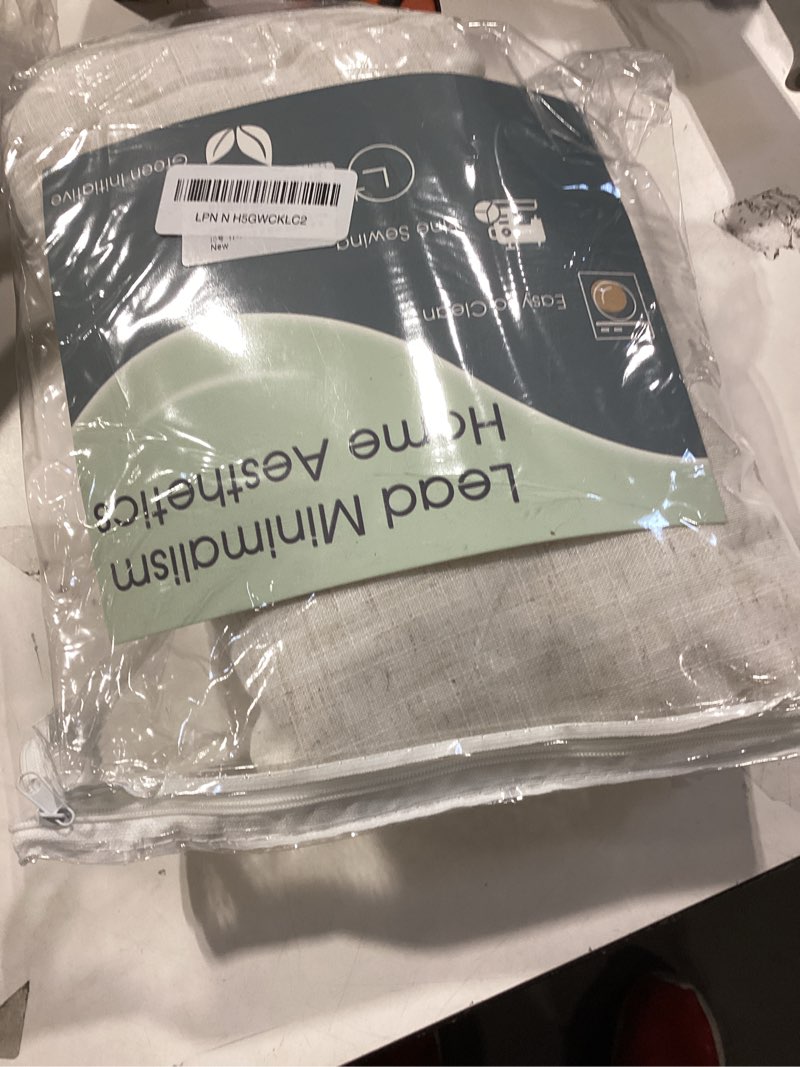 Lead Minimalism
Home Aesthetics
Easy to Clean
Fine Sewing
Green Initiative
LPN N H5GWCKLC2
New